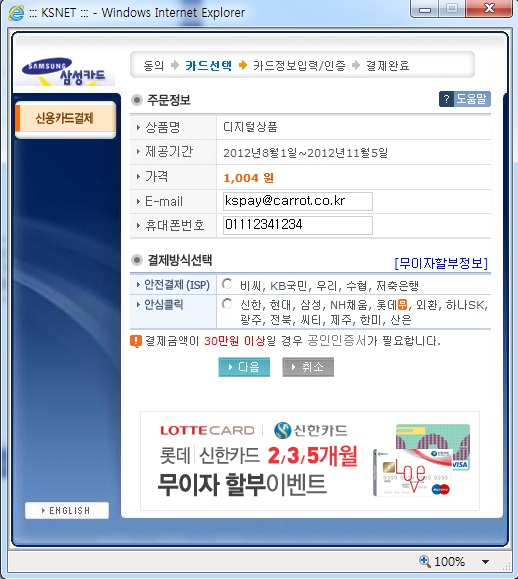 ::: KSNET ::: - Windows Internet Explorer
SAMSUNG 삼성카드
동의 카드선택 카드정보입력/인증 결제완료
신용카드결제
주문정보
? 도움말
상품명 디지털상품
제공기간 2012년8월1일~2012년11월5일
가격 1,004 원
E-mail kspay@carrot.co.kr
휴대폰번호 01112341234
결제방식선택 [무이자할부정보]
안전결제 (ISP) 비씨, KB국민, 우리, 수협, 저축은행
안심클릭 신한, 현대, 삼성, NH채움, 롯데무, 외환, 하나SK,
광주, 전북, 씨티, 제주, 한미, 산은
! 결제금액이 30만원 이상일 경우 공인인증서가 필요합니다.
다음 취소
LOTTE CARD 신한카드
롯데 신한카드 2/3/5개월
무이자 할부이벤트
LOVE
VISA
ENGLISH
100%